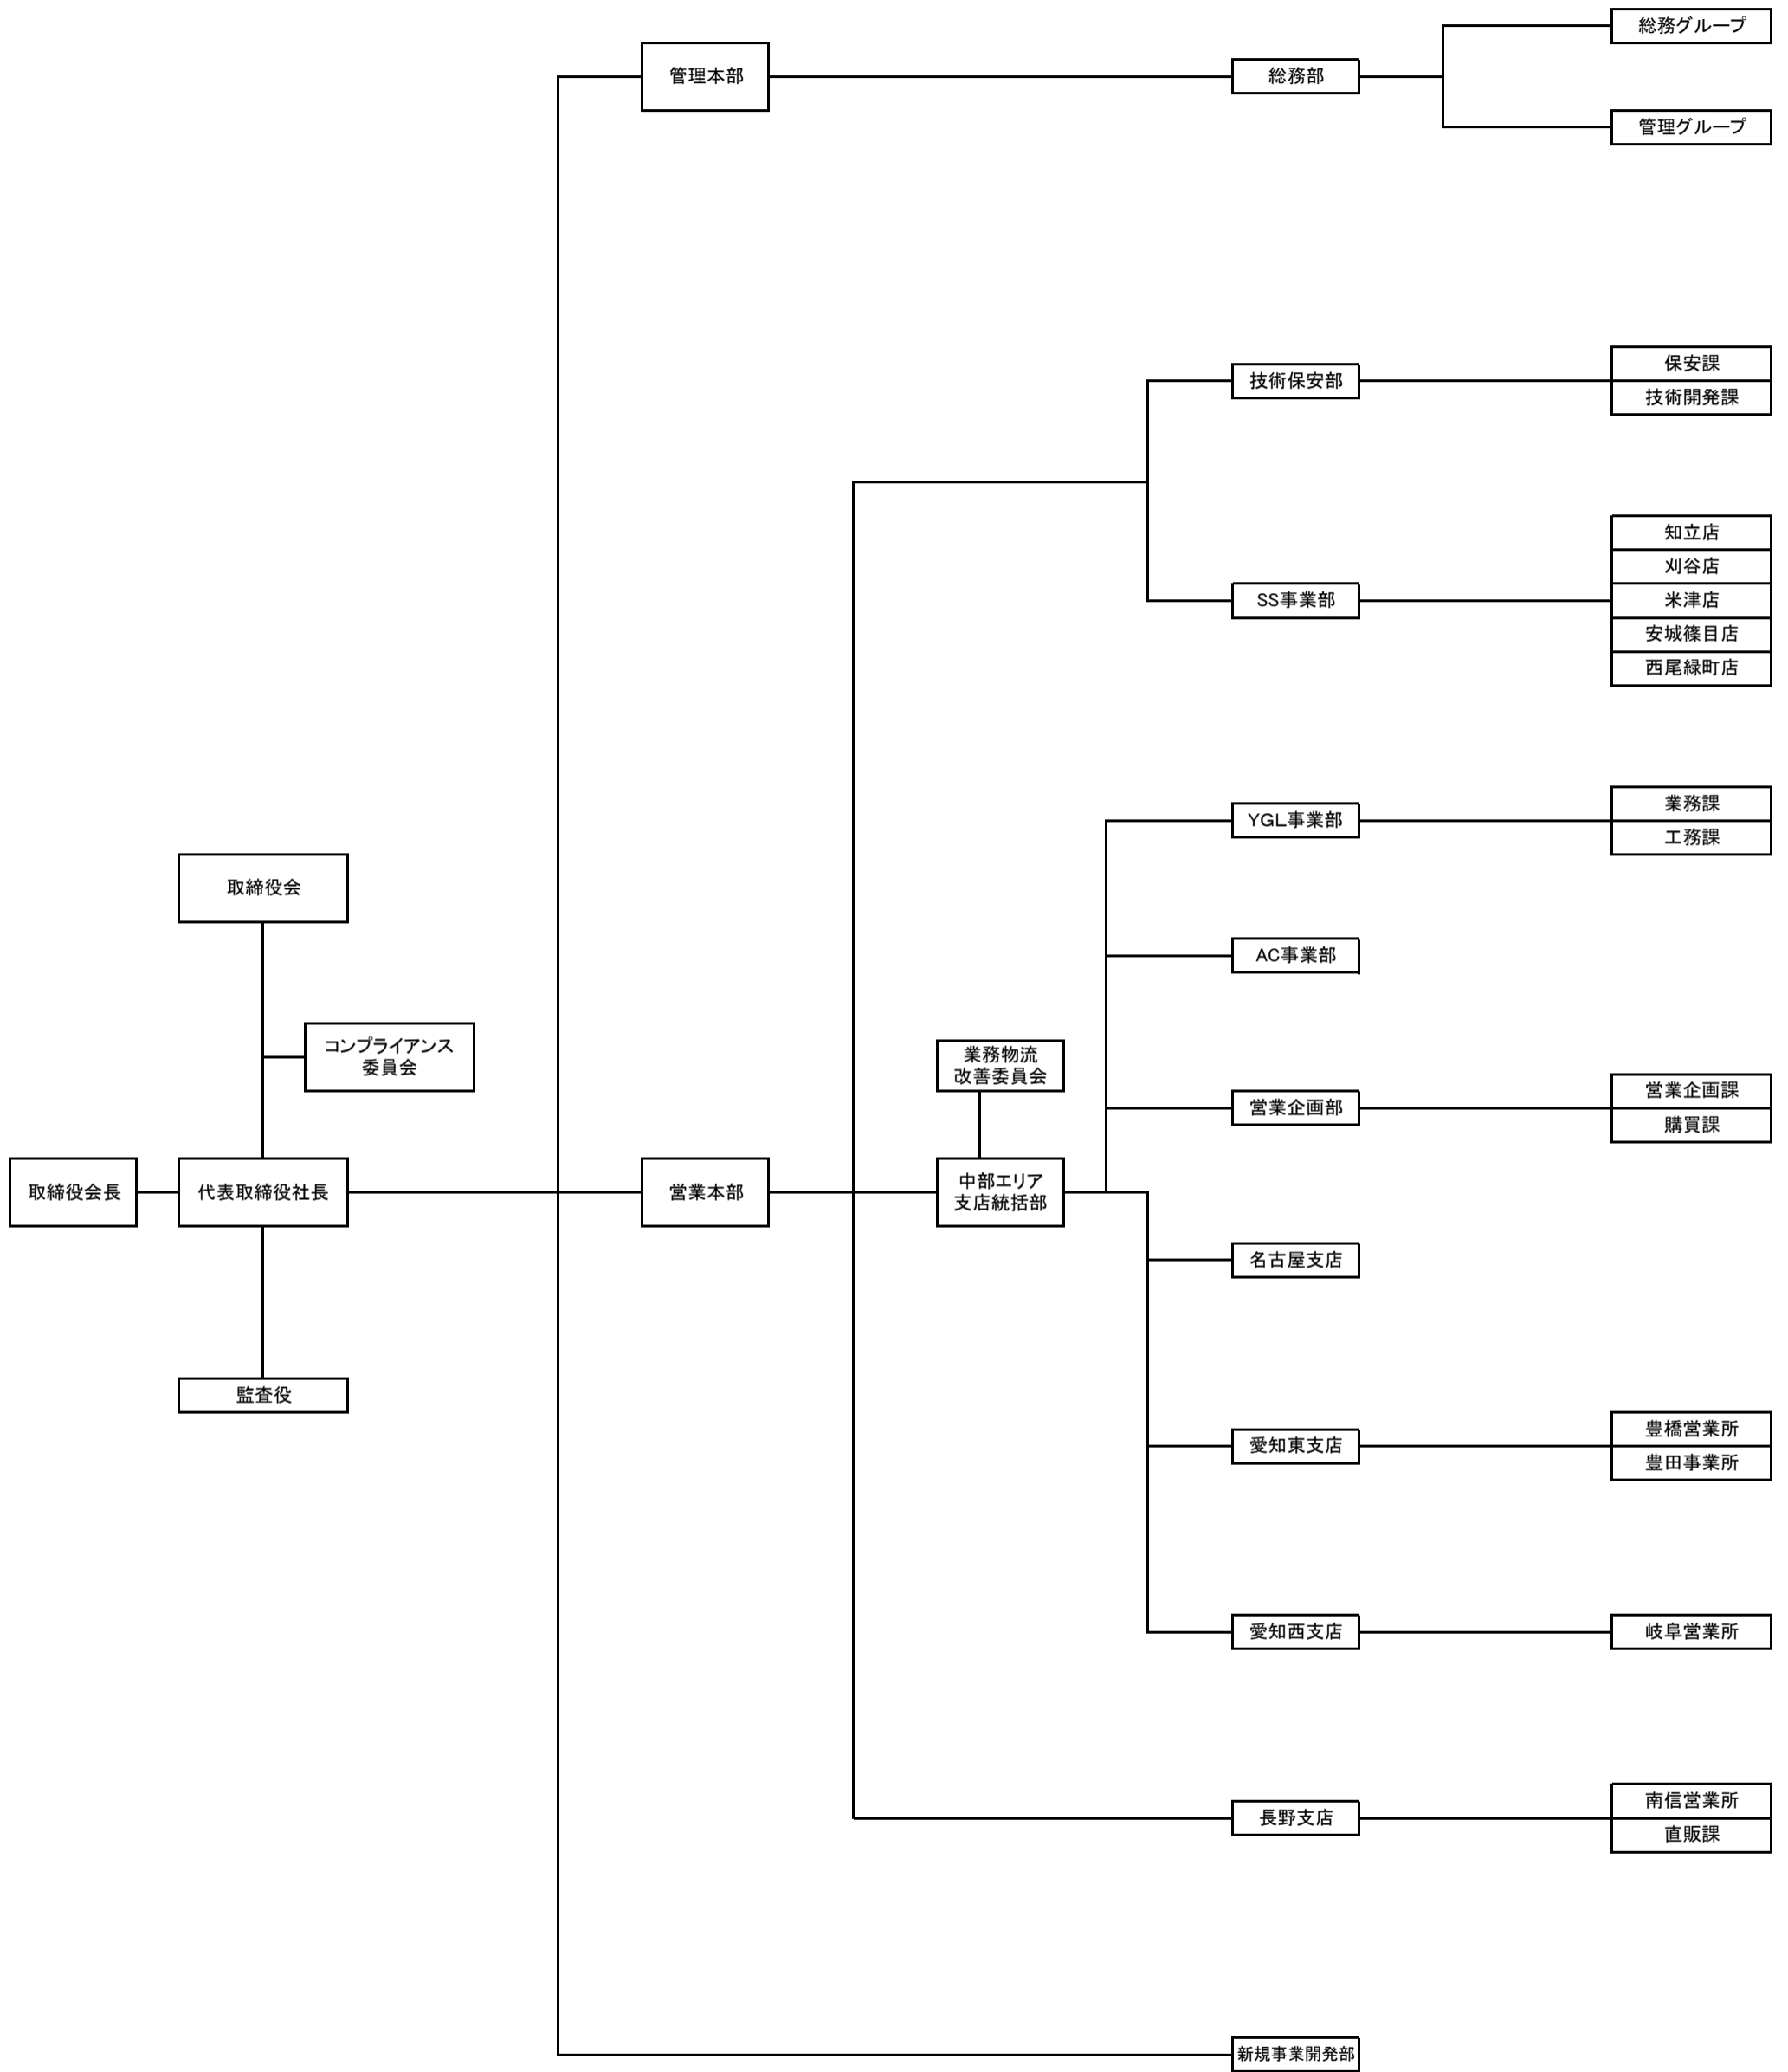 総務グループ
管理本部
総務部
管理グループ
保安課
技術保安部
技術開発課
知立店
刈谷店
SS事業部
米津店
安城篠目店
西尾緑町店
業務課
YGL事業部
工務課
取締役会
AC事業部
コンプライアンス
委員会
業務物流
改善委員会
営業企画部
営業企画課
購買課
取締役会長
代表取締役社長
営業本部
中部エリア
支店統括部
名古屋支店
監査役
愛知東支店
豊橋営業所
豊田事業所
愛知西支店
岐阜営業所
南信営業所
長野支店
直販課
新規事業開発部